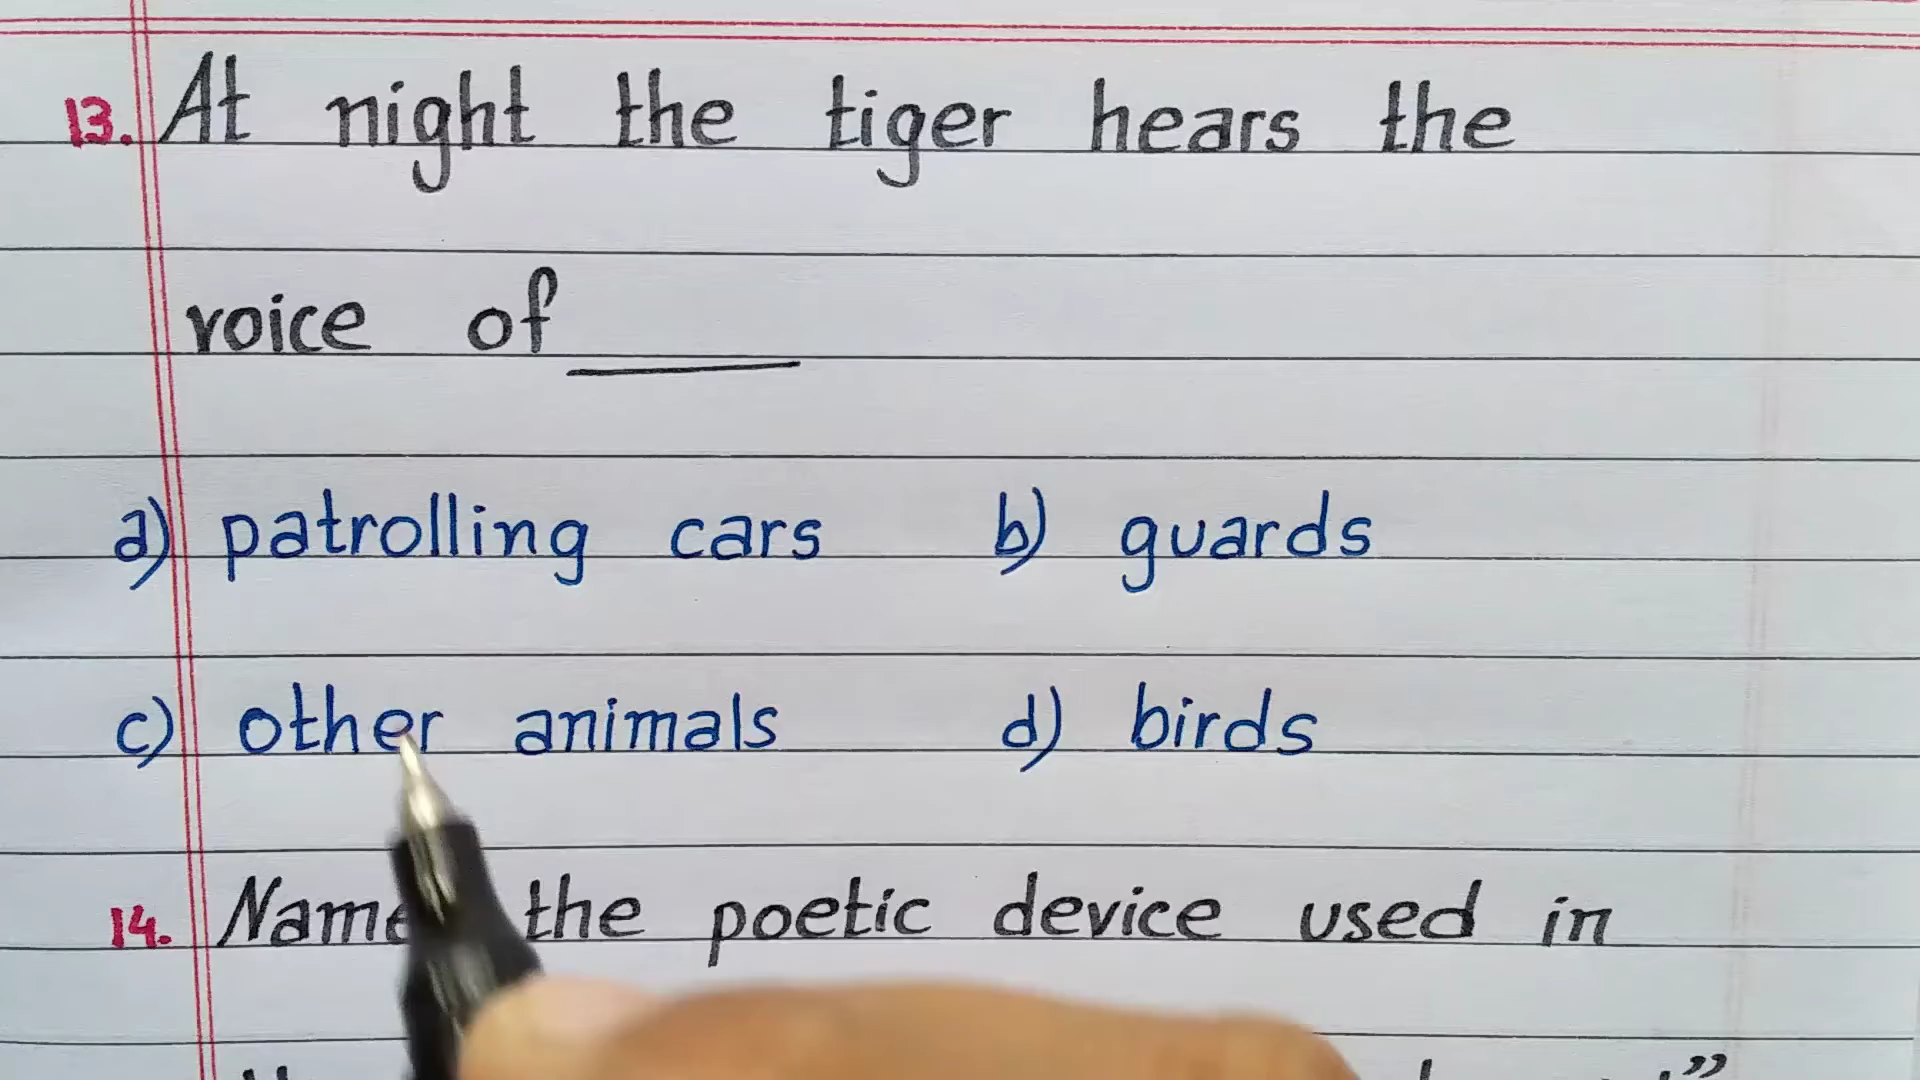 13. At night the tiger hears the
voice of ______
a) patrolling cars b) guards
c) other animals d) birds
14. Name the poetic device used in
”